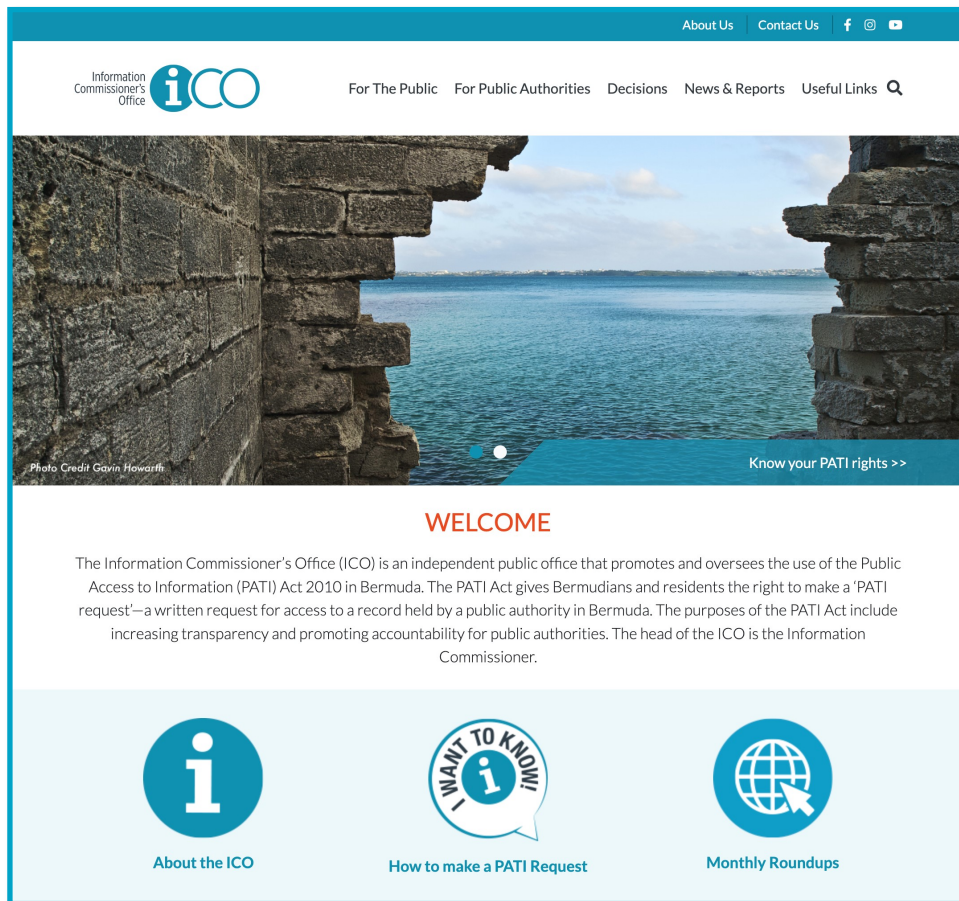 About Us
Contact Us
Information
Commissioner's
Office
iCO
For The Public
For Public Authorities
Decisions
News & Reports
Useful Links
Photo Credit Gavin Howarth
Know your PATI rights >>
WELCOME
The Information Commissioner’s Office (ICO) is an independent public office that promotes and oversees the use of the Public
Access to Information (PATI) Act 2010 in Bermuda. The PATI Act gives Bermudians and residents the right to make a ‘PATI
request’—a written request for access to a record held by a public authority in Bermuda. The purposes of the PATI Act include
increasing transparency and promoting accountability for public authorities. The head of the ICO is the Information
Commissioner.
i
I WANT TO KNOW!
i
About the ICO
How to make a PATI Request
Monthly Roundups